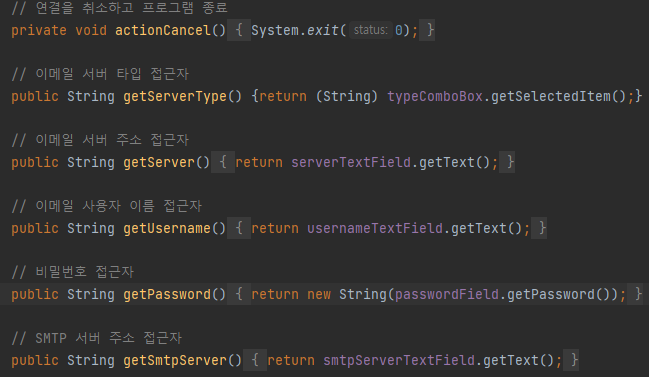 // 연결을 취소하고 프로그램 종료
private void actionCancel() { System.exit( status: 0); }
// 이메일 서버 타입 접근자
public String getServerType() {return (String) typeComboBox.getSelectedItem();}
// 이메일 서버 주소 접근자
public String getServer() { return serverTextField.getText(); }
// 이메일 사용자 이름 접근자
public String getUsername() { return usernameTextField.getText(); }
// 비밀번호 접근자
public String getPassword() { return new String(passwordField.getPassword()); }
// SMTP 서버 주소 접근자
public String getSmtpServer() { return smtpServerTextField.getText(); }